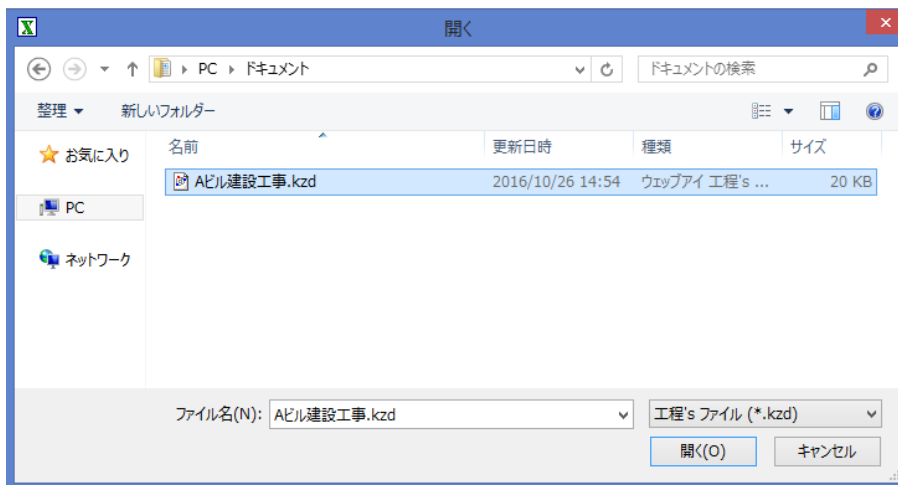 開く
PC ドキュメント ドキュメントの検索
整理 新しいフォルダー
お気に入り
PC
ネットワーク
名前 更新日時 種類 サイズ
Aビル建設工事.kzd 2016/10/26 14:54 ウェッブアイ 工程's ... 20 KB
ファイル名(N): Aビル建設工事.kzd 工程's ファイル (*.kzd)
開く(O) キャンセル